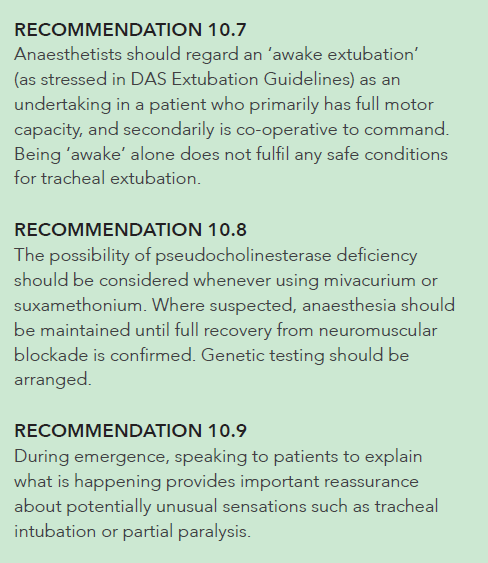 RECOMMENDATION 10.7
Anaesthetists should regard an ‘awake extubation’
(as stressed in DAS Extubation Guidelines) as an
undertaking in a patient who primarily has full motor
capacity, and secondarily is co-operative to command.
Being ‘awake’ alone does not fulfil any safe conditions
for tracheal extubation.
RECOMMENDATION 10.8
The possibility of pseudocholinesterase deficiency
should be considered whenever using mivacurium or
suxamethonium. Where suspected, anaesthesia should
be maintained until full recovery from neuromuscular
blockade is confirmed. Genetic testing should be
arranged.
RECOMMENDATION 10.9
During emergence, speaking to patients to explain
what is happening provides important reassurance
about potentially unusual sensations such as tracheal
intubation or partial paralysis.